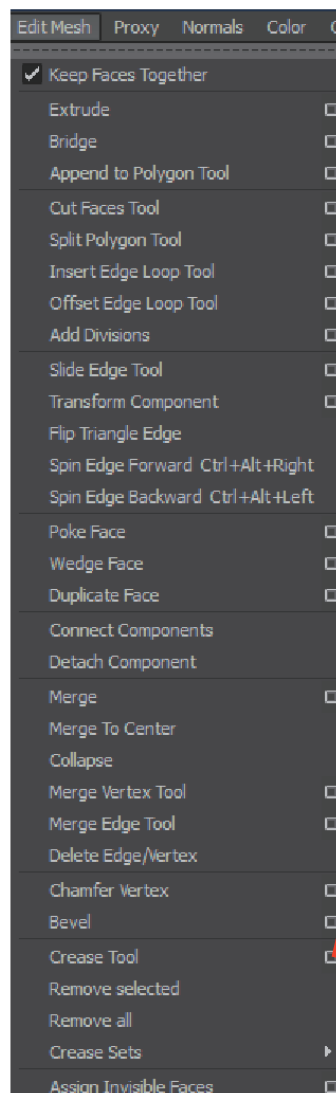 Edit Mesh Proxy Normals Color
Keep Faces Together
Extrude
Bridge
Append to Polygon Tool
Cut Faces Tool
Split Polygon Tool
Insert Edge Loop Tool
Offset Edge Loop Tool
Add Divisions
Slide Edge Tool
Transform Component
Flip Triangle Edge
Spin Edge Forward Ctrl+Alt+Right
Spin Edge Backward Ctrl+Alt+Left
Poke Face
Wedge Face
Duplicate Face
Connect Components
Detach Component
Merge
Merge To Center
Collapse
Merge Vertex Tool
Merge Edge Tool
Delete Edge/Vertex
Chamfer Vertex
Bevel
Crease Tool
Remove selected
Remove all
Crease Sets
Assign Invisible Faces